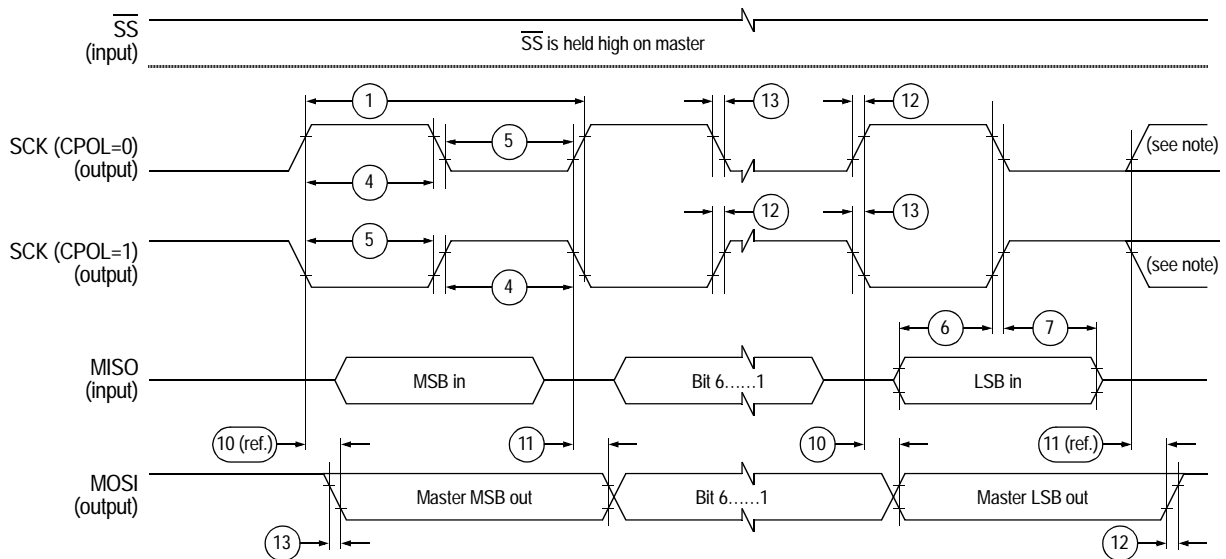 SS
(input)
SS is held high on master
1
13
12
SCK (CPOL=0)
(output)
5
(see note)
4
5
12
13
SCK (CPOL=1)
(output)
4
(see note)
6
7
MISO
(input)
MSB in
Bit 6......1
LSB in
10 (ref.)
11
10
11 (ref.)
MOSI
(output)
Master MSB out
Bit 6......1
Master LSB out
13
12